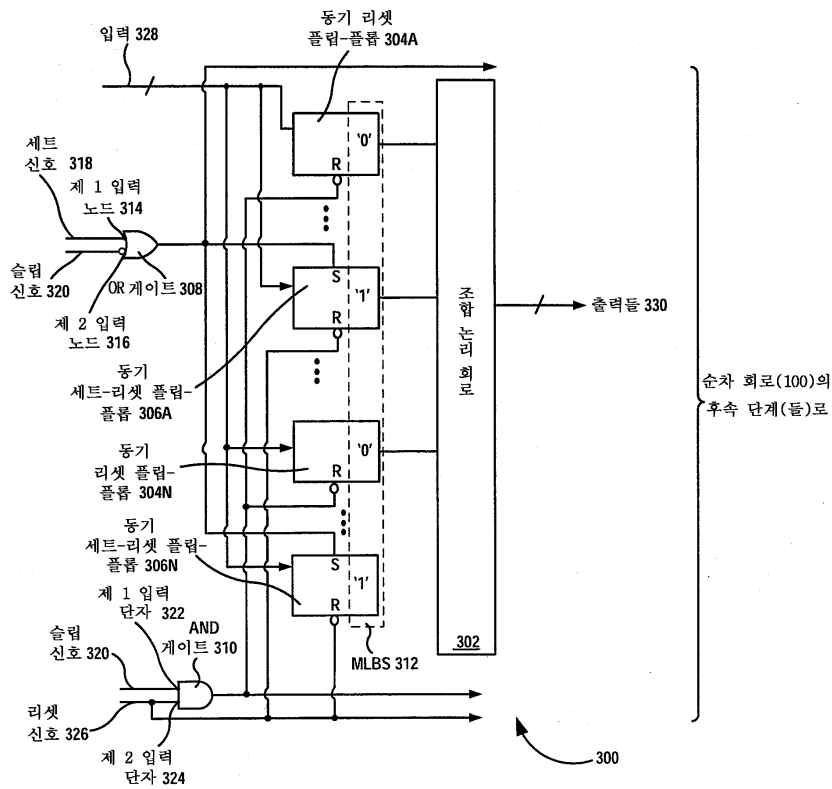 동기 리셋
플립-플롭 304A
입력 328
'0'
R
세트
신호 318
제 1 입력
노드 314
슬립
신호 320
OR 게이트 308
제 2 입력
노드 316
S
'1'
R
동기
세트-리셋 플립-
플롭 306A
조합 논리 회로
출력들 330
순차 회로(100)의
후속 단계(들)로
'0'
R
동기
리셋 플립-
플롭 304N
동기
세트-리셋 플립-
플롭 306N
S
'1'
R
제 1 입력
단자 322
AND
게이트 310
슬립
신호 320
리셋
신호 326
제 2 입력
단자 324
MLBS 312
302
300